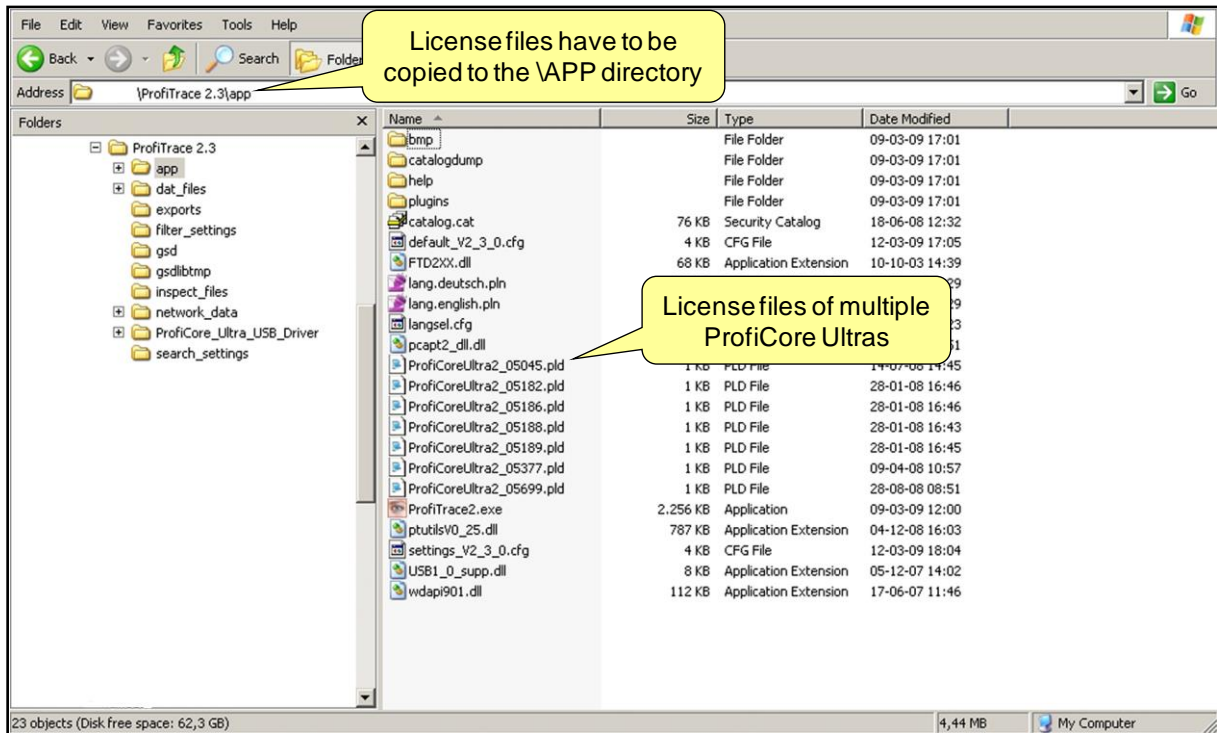 File Edit View Favorites Tools Help
License files have to be
copied to the \APP directory
Back Search Folde
Address \ProfiTrace 2.3\app Go
Folders
ProfiTrace 2.3
app
dat_files
exports
filter_settings
gsd
gsdlibtmp
inspect_files
network_data
ProfiCore_Ultra_USB_Driver
search_settings
Name Size Type Date Modified
bmp File Folder 09-03-09 17:01
catalogdump File Folder 09-03-09 17:01
help File Folder 09-03-09 17:01
plugins File Folder 09-03-09 17:01
catalog.cat 76 KB Security Catalog 18-06-08 12:32
default_V2_3_0.cfg 4 KB CFG File 12-03-09 17:05
FTD2XX.dll 68 KB Application Extension 10-10-03 14:39
lang.deutsch.pln
lang.english.pln
langsel.cfg
pcapt2_dll.dll
License files of multiple
ProfiCore Ultras
ProfiCoreUltra2_05045.pld 1 KB PLD File 14-07-08 14:45
ProfiCoreUltra2_05182.pld 1 KB PLD File 28-01-08 16:46
ProfiCoreUltra2_05186.pld 1 KB PLD File 28-01-08 16:46
ProfiCoreUltra2_05188.pld 1 KB PLD File 28-01-08 16:43
ProfiCoreUltra2_05189.pld 1 KB PLD File 28-01-08 16:45
ProfiCoreUltra2_05377.pld 1 KB PLD File 09-04-08 10:57
ProfiCoreUltra2_05699.pld 1 KB PLD File 28-08-08 08:51
ProfiTrace2.exe 2.256 KB Application 09-03-09 12:00
ptutilsV0_25.dll 787 KB Application Extension 04-12-08 16:03
settings_V2_3_0.cfg 4 KB CFG File 12-03-09 18:04
USB1_0_supp.dll 8 KB Application Extension 05-12-07 14:02
wdapi901.dll 112 KB Application Extension 17-06-07 11:46
23 objects (Disk free space: 62,3 GB) 4,44 MB My Computer